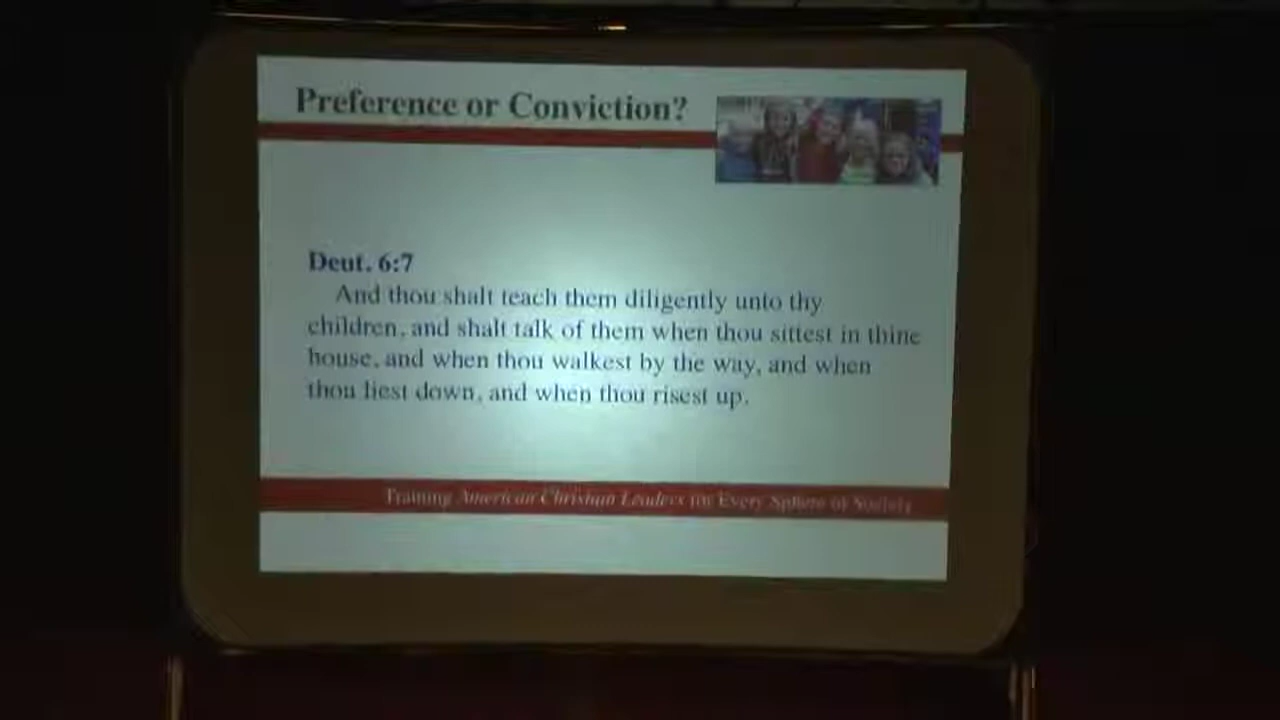 Preference or Conviction?
Deut. 6:7
And thou shalt teach them diligently unto thy
children, and shalt talk of them when thou sittest in thine
house, and when thou walkest by the way, and when
thou liest down, and when thou risest up.
Training American Christian Leaders for Every Sphere of Society